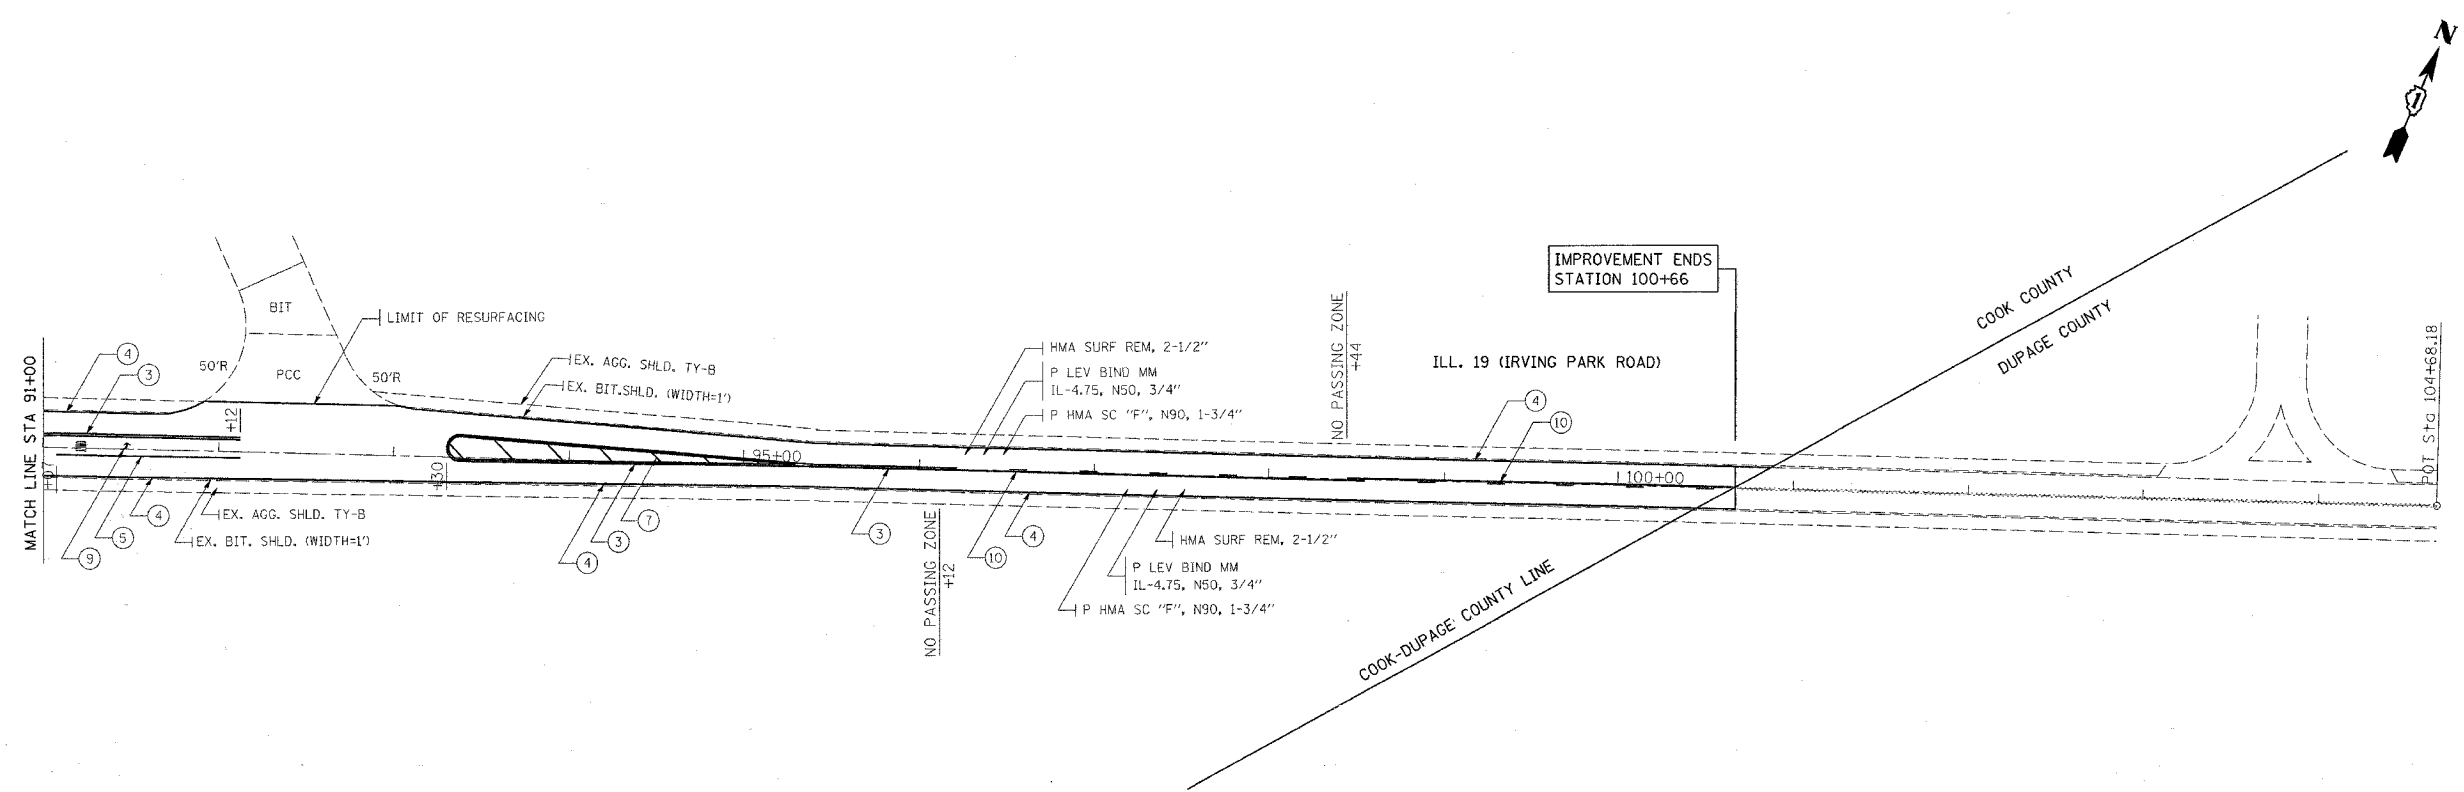 N
1
IMPROVEMENT ENDS
STATION 100+66
COOK COUNTY
DUPAGE COUNTY
BIT
LIMIT OF RESURFACING
50'R
PCC
50'R
EX. AGG. SHLD. TY-B
EX. BIT.SHLD. (WIDTH=1')
HMA SURF REM, 2-1/2"
P LEV BIND MM
IL-4.75, N50, 3/4"
P HMA SC "F", N90, 1-3/4"
NO PASSING ZONE
+44
ILL. 19 (IRVING PARK ROAD)
4
10
MATCH LINE STA 91+00
4
3
+12
+07
+30
95+00
100+00
POT Sta 104+68.18
EX. AGG. SHLD. TY-B
EX. BIT. SHLD. (WIDTH=1')
9
5
4
4
3
7
3
NO PASSING ZONE
+12
10
4
HMA SURF REM, 2-1/2"
P LEV BIND MM
IL-4.75, N50, 3/4"
P HMA SC "F", N90, 1-3/4"
COOK-DUPAGE COUNTY LINE